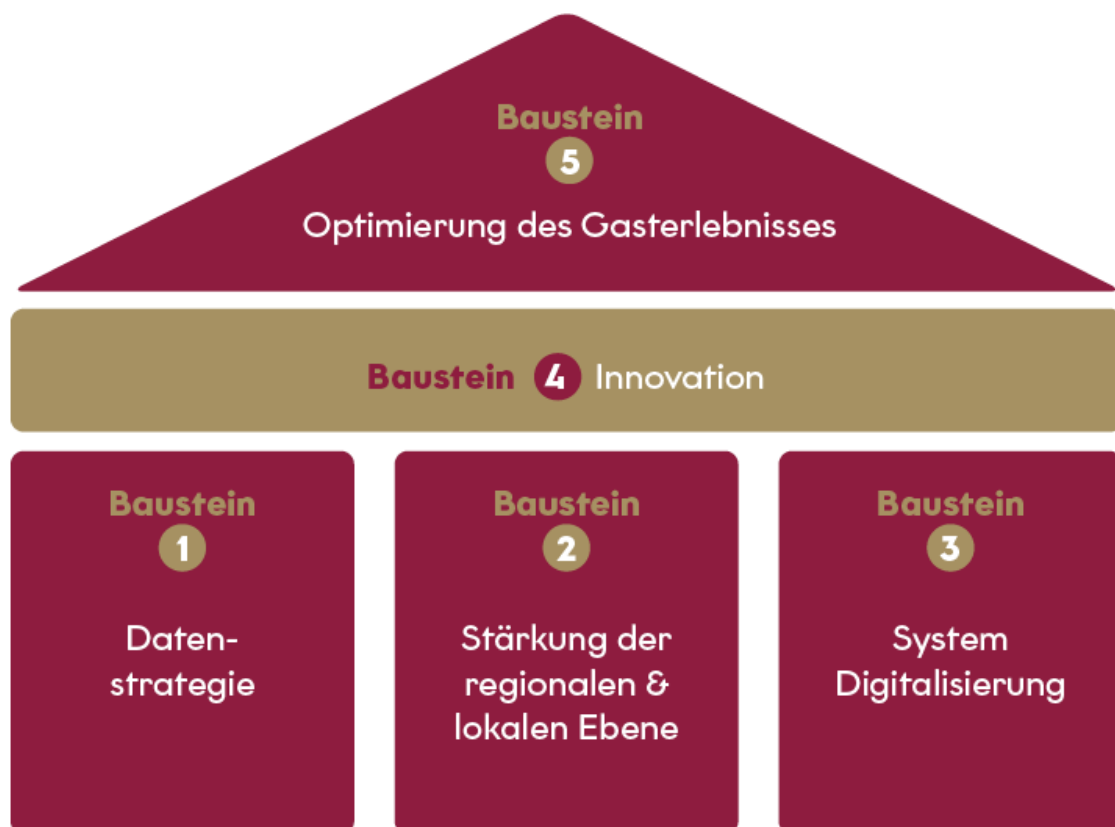 Baustein
5
Optimierung des Gasterlebnisses
Baustein 4 Innovation
Baustein
1
Daten-
strategie
Baustein
2
Stärkung der
regionalen &
lokalen Ebene
Baustein
3
System
Digitalisierung